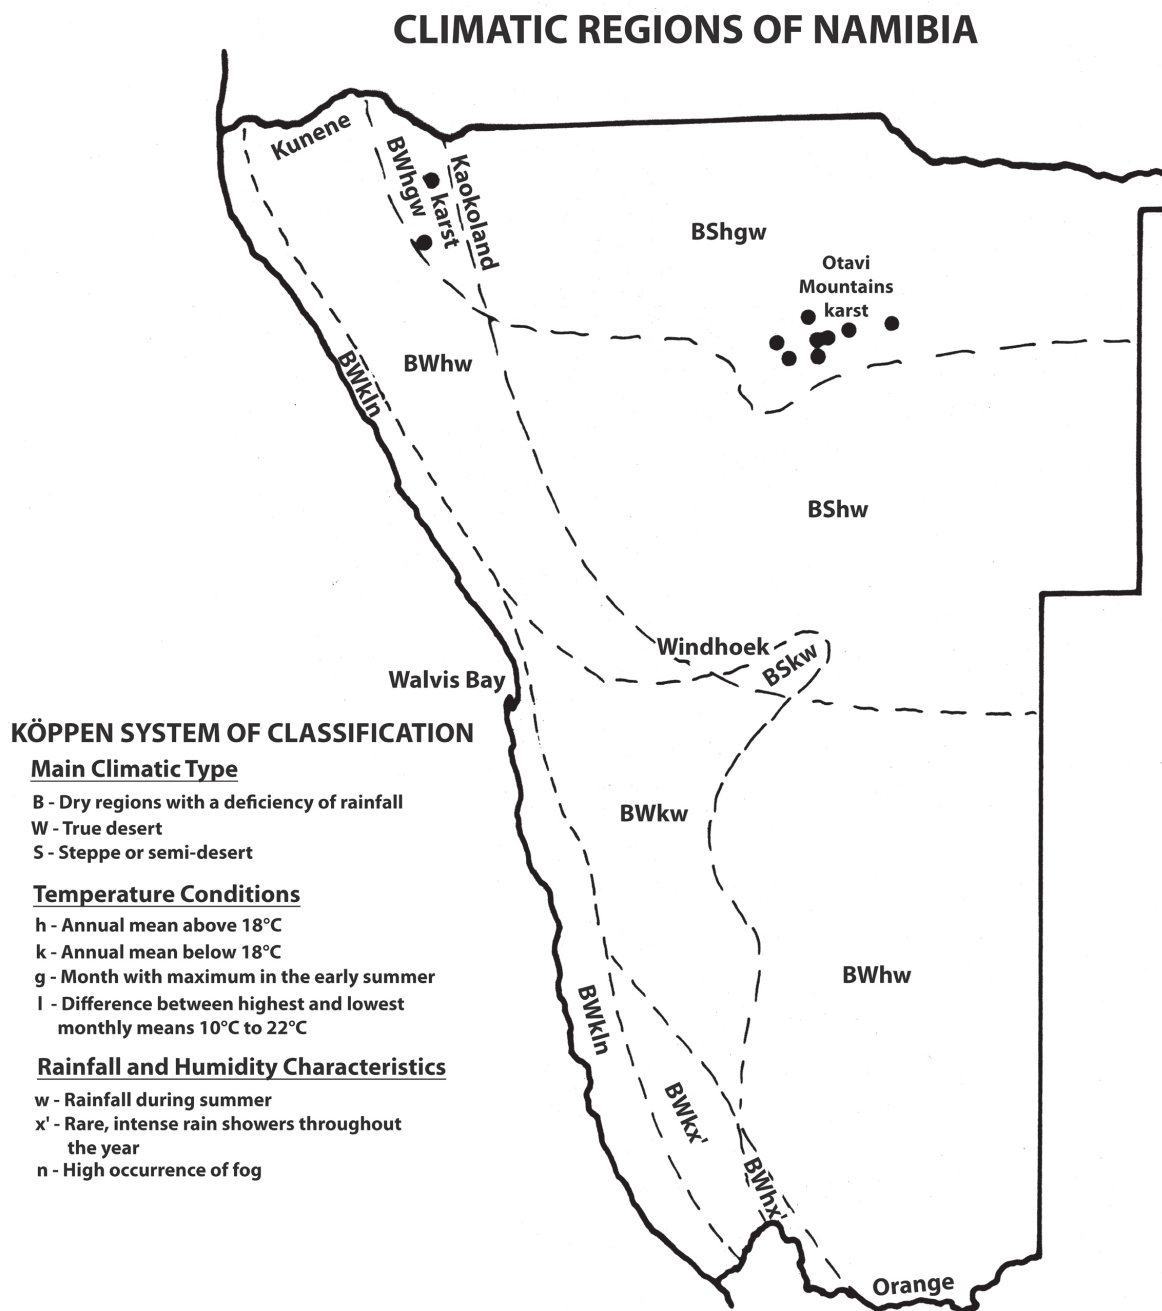 CLIMATIC REGIONS OF NAMIBIA
Kunene
BWhgw
karst
Kaokoland
BShgw
Otavi
Mountains
karst
BWhw
BWkln
BShw
Windhoek
BSkw
Walvis Bay
KÖPPEN SYSTEM OF CLASSIFICATION
Main Climatic Type
B - Dry regions with a deficiency of rainfall
W - True desert
S - Steppe or semi-desert
Temperature Conditions
h - Annual mean above 18°C
k - Annual mean below 18°C
g - Month with maximum in the early summer
l - Difference between highest and lowest
monthly means 10°C to 22°C
Rainfall and Humidity Characteristics
w - Rainfall during summer
x' - Rare, intense rain showers throughout
the year
n - High occurrence of fog
BWkw
BWhw
BWkln
BWkx'
BWhx'
Orange